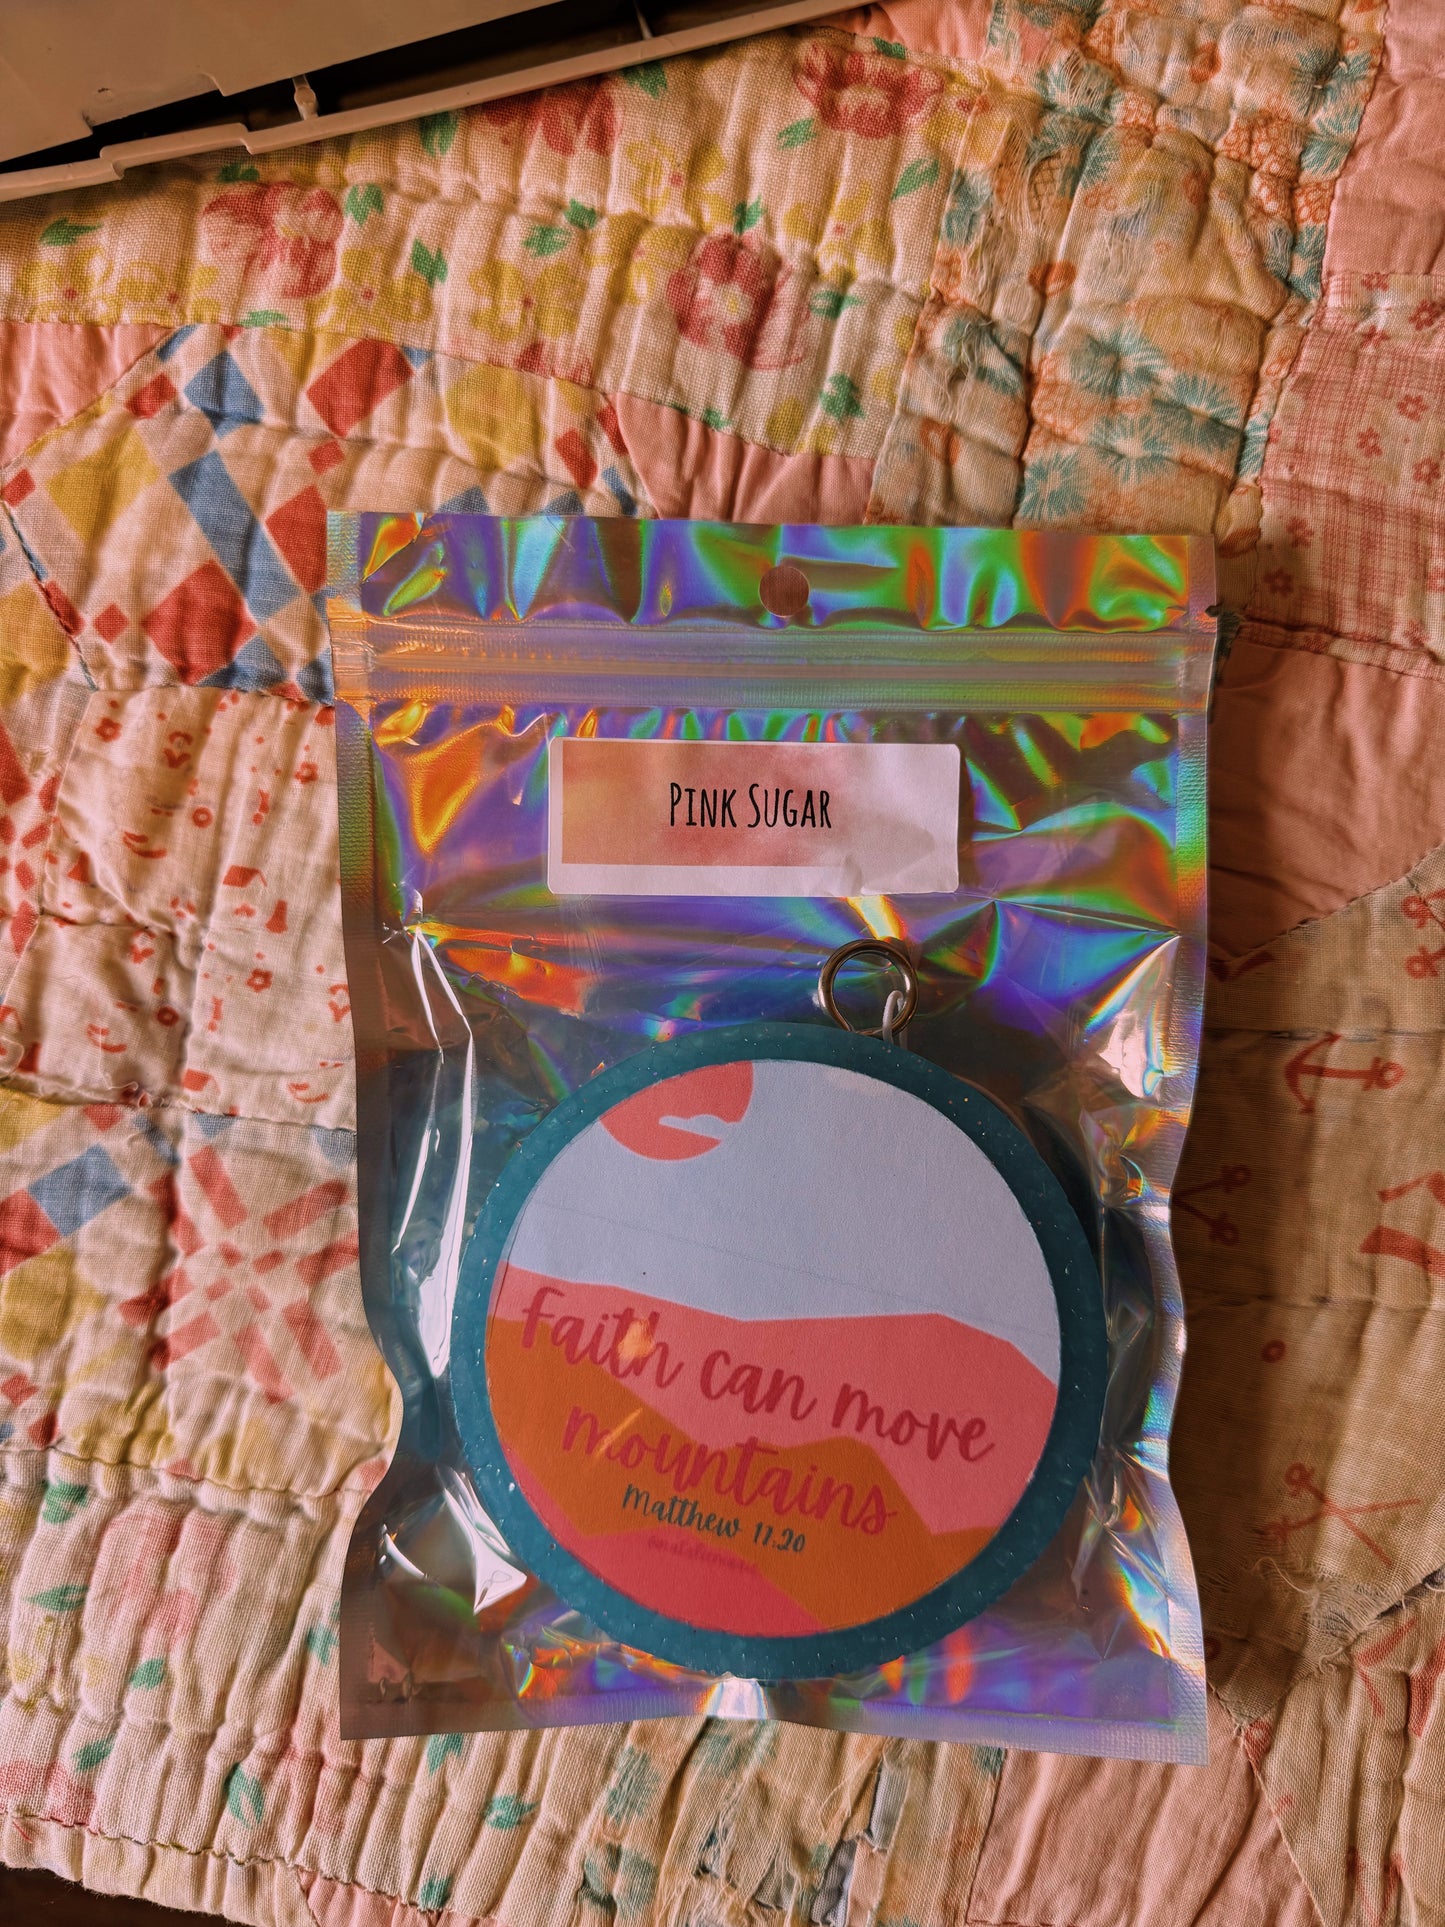 PINK SUGAR
Faith can move
mountains
Matthew 17:20